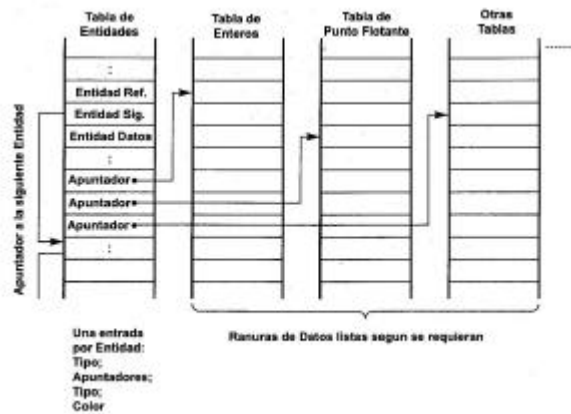 Tabla de
Entidades
Tabla de
Enteros
Tabla de
Punto Flotante
Otras
Tablas
:
Entidad Ref.
Entidad Sig.
Entidad Datos
:
Apuntador
Apuntador
Apuntador
:
Apuntador a la siguiente Entidad
Una entrada
por Entidad:
Tipo;
Apuntadores;
Tipo;
Color
Ranuras de Datos listas segun se requieran